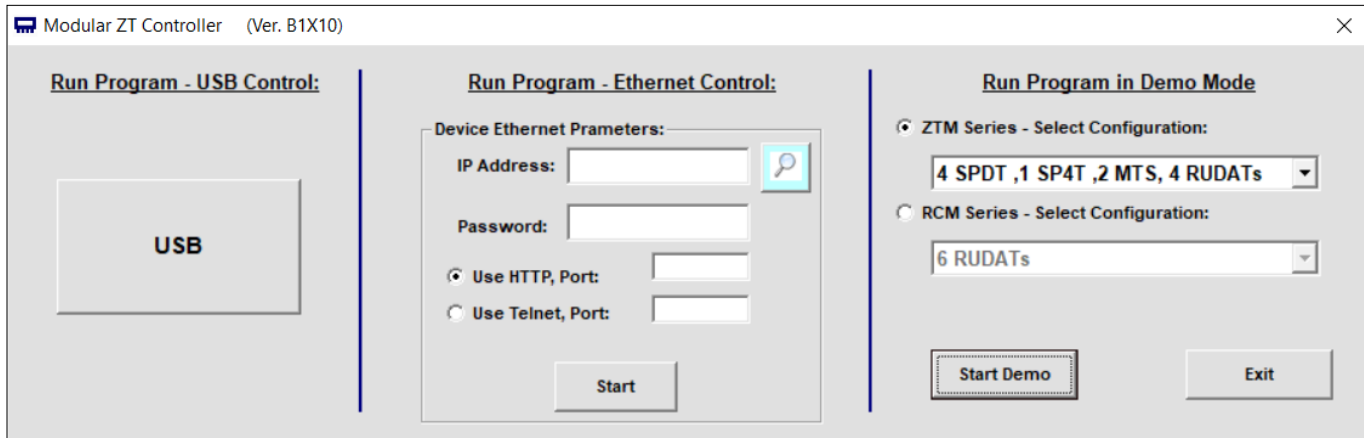 Modular ZT Controller (Ver. B1X10)
Run Program - USB Control:
USB
Run Program - Ethernet Control:
Device Ethernet Prameters:
IP Address:
Password:
Use HTTP, Port:
Use Telnet, Port:
Start
Run Program in Demo Mode
ZTM Series - Select Configuration:
4 SPDT ,1 SP4T ,2 MTS, 4 RUDATs
RCM Series - Select Configuration:
6 RUDATs
Start Demo
Exit